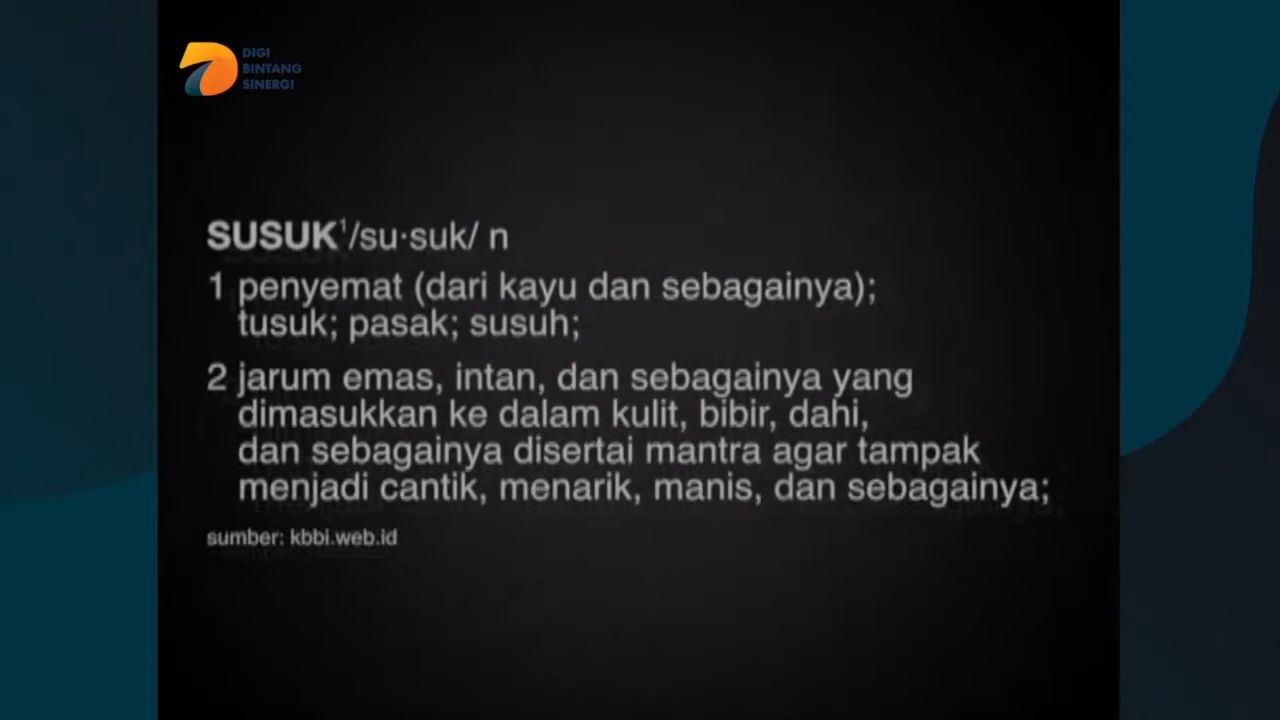 DIGI
BINTANG
SINERGI
SUSUK¹/su·suk/ n
1 penyemat (dari kayu dan sebagainya);
tusuk; pasak; susuh;
2 jarum emas, intan, dan sebagainya yang
dimasukkan ke dalam kulit, bibir, dahi,
dan sebagainya disertai mantra agar tampak
menjadi cantik, menarik, manis, dan sebagainya;
sumber: kbbi.web.id